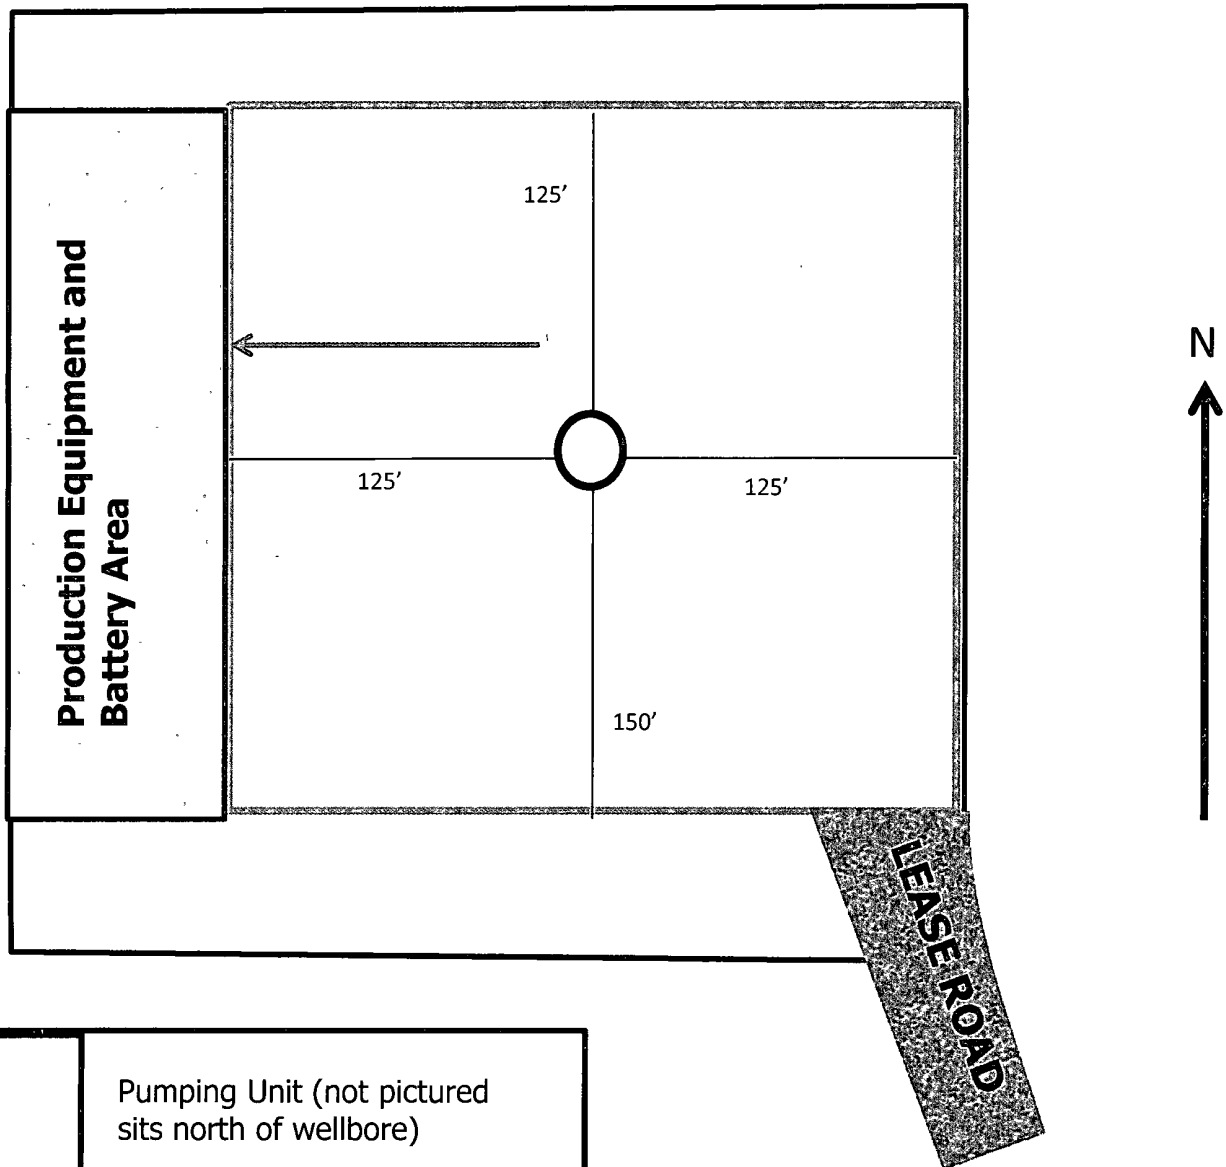 125’
N
Production Equipment and
Battery Area
125’
125’
150’
LEASE ROAD
Pumping Unit (not pictured
sits north of wellbore)